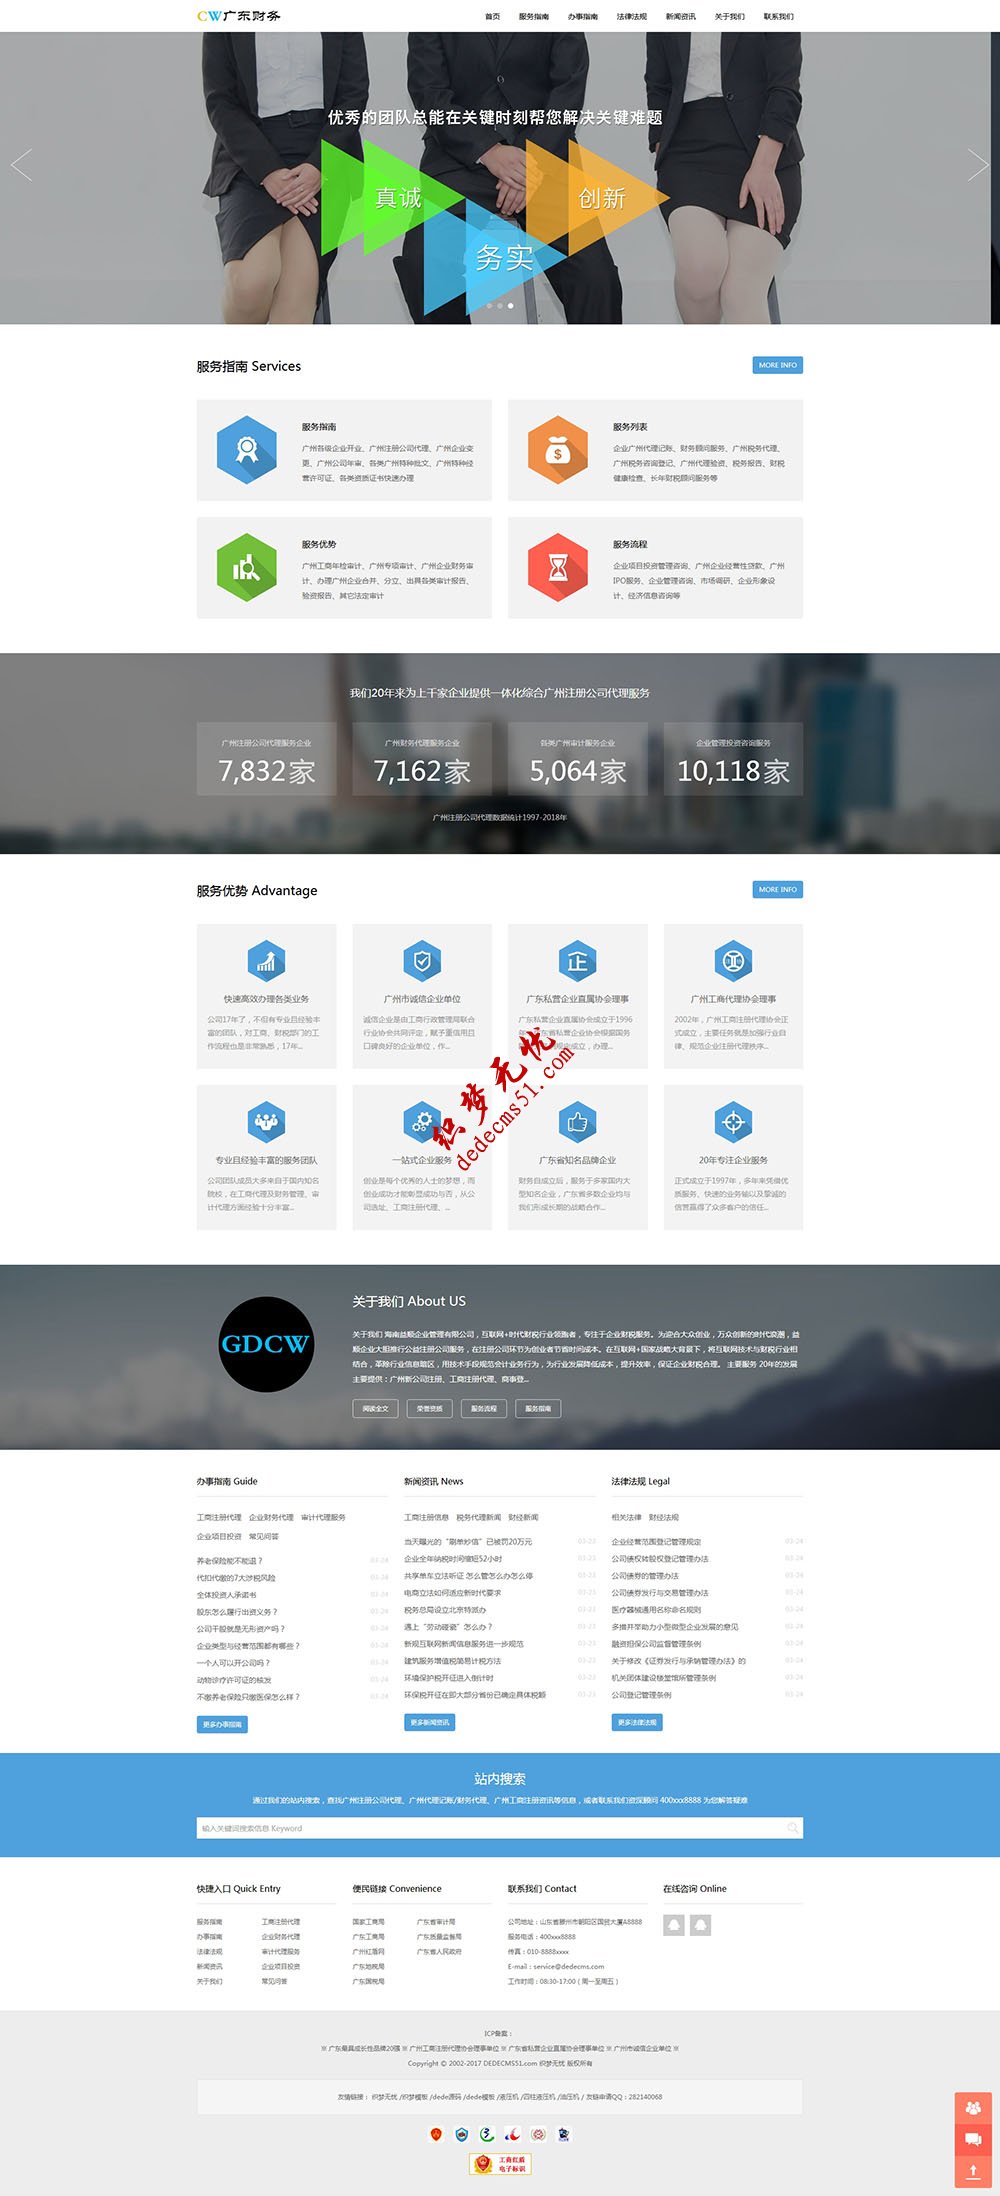 CW广东财务
首页 服务指南 办事指南 法律法规 新闻资讯 关于我们 联系我们
优秀的团队总能在关键时刻帮您解决关键难题
真诚
创新
务实
服务指南 Services
MORE INFO
服务指南
广州各级企业开业、广州注册公司代理、广州企业变
更、广州公司年审、各类广州特种批文、广州特种经
营许可证、各类资质证书快速办理
服务列表
企业广州代理记账、财务顾问服务、广州税务代理、
广州税务咨询登记、广州代理验资、税务报告、财税
健康检查、长年财税顾问服务等
服务优势
广州工商年检审计、广州专项审计、广州企业财务审
计、办理广州企业合并、分立、出具各类审计报告、
验资报告、其它法定审计
服务流程
企业项目投资管理咨询、广州企业经营性贷款、广州
IPO服务、企业管理咨询、市场调研、企业形象设
计、经济信息咨询等
我们20年来为上千家企业提供一体化综合广州注册公司代理服务
广州注册公司代理服务企业
7,832家
广州财务代理服务企业
7,162家
各类广州审计服务企业
5,064家
企业管理投资咨询服务
10,118家
广州注册公司代理数据统计1997-2018年
服务优势 Advantage
MORE INFO
快速高效办理各类业务
公司17年了，不但有专业且经验丰
富的团队，对工商、财税部门的工
作流程也是非常熟悉，17年...
广州市诚信企业单位
诚信企业是由工商行政管理局联合
行业协会共同评定，赋予重信用且
口碑良好的企业单位，作...
广东私营企业直属协会理事
广东私营企业直属协会成立于1996
广州工商代理协会理事
2002年，广州工商注册代理协会正
式成立，主要任务就是加强行业自
律、规范企业注册代理秩序...
织梦无忧
dedecms51.com
专业且经验丰富的服务团队
公司团队成员大多来自于国内知名
院校，在工商代理及财务管理、审
计代理方面经验十分丰富...
一站式企业服务
创业是每个优秀的人士的梦想，而
创业成功才能彰显成功与否，从公
司选址、工商注册代理、...
广东省知名品牌企业
财务自成立后，服务于多家国内大
型知名企业，广东省多数企业均与
我们形成长期的战略合作...
20年专注企业服务
正式成立于1997年，多年来凭借优
质服务、快速的业务输以及挚诚的
信誉赢得了众多客户的信任...
GDCW
关于我们 About US
关于我们 海南益顺企业管理有限公司，互联网+时代财税行业领跑者，专注于企业财税服务。为迎合大众创业，万众创新的时代浪潮，益
顺企业大胆推行公益注册公司服务，在注册公司环节为创业者节省时间成本。在互联网+国家战略大背景下，将互联网技术与财税行业相
结合，革除行业信息暗区，用技术手段规范会计业务行为，为行业发展降低成本，提升效率，保证企业财税合理。 主要服务 20年的发展
主要提供：广州新公司注册、工商注册代理、商事登...
阅读全文 荣誉资质 服务流程 服务指南
办事指南 Guide
工商注册代理 企业财务代理 审计代理服务
企业项目投资 常见问答
养老保险能不能退？ 03-24
代扣代缴的7大涉税风险 03-24
全体投资人承诺书 03-24
股东怎么履行出资义务？ 03-24
公司干股就是无形资产吗？ 03-24
企业类型与经营范围都有哪些？ 03-24
一个人可以开公司吗？ 03-24
动物诊疗许可证的核发 03-24
不缴养老保险只缴医保怎么样？ 03-24
更多办事指南
新闻资讯 News
工商注册信息 税务代理新闻 财经新闻
当天曝光的“刷单炒信”已被罚20万元 03-23
企业全年纳税时间缩短52小时 03-23
共享单车立法听证 怎么管怎么办怎么停 03-23
电商立法如何适应新时代要求 03-23
税务总局设立北京特派办 03-23
遇上“劳动碰瓷”怎么办？ 03-23
新规互联网新闻信息服务进一步规范 03-23
建筑服务增值税简易计税方法 03-23
环境保护税开征进入倒计时 03-23
环保税开征在即大部分省份已确定具体税额 03-23
更多新闻资讯
法律法规 Legal
相关法律 财经法规
企业经营范围登记管理规定 03-24
公司债权转股权登记管理办法 03-24
公司债券的管理办法 03-24
公司债券发行与交易管理办法 03-24
医疗器械通用名称命名规则 03-24
多措并举助力小型微型企业发展的意见 03-24
融资担保公司监督管理条例 03-24
关于修改《证券发行与承销管理办法》的 03-24
机关团体建设楼堂馆所管理条例 03-24
公司登记管理条例 03-24
更多法律法规
站内搜索
通过我们的站内搜索，查找广州注册公司代理、广州代理记账/财务代理、广州工商注册资讯等信息，或者联系我们资深顾问 400xxx8888 为您解答疑难
输入关键词搜索信息 Keyword
快捷入口 Quick Entry
服务指南 工商注册代理
办事指南 企业财务代理
法律法规 审计代理服务
新闻资讯 企业项目投资
关于我们 常见问答
便民链接 Convenience
国家工商局 广东省审计局
广东工商局 广东质量监督局
广州红盾网 广东省人民政府
广东地税局
广东国税局
联系我们 Contact
公司地址：山东省滕州市朝阳区国贸大厦A8888
服务电话：400xxx8888
传真：010-8888xxxx
E-mail：service@dedecms.com
工作时间：08:30-17:00（周一至周五）
在线咨询 Online
ICP备案：
※ 广东最具成长性品牌20强 ※ 广州工商注册代理协会理事单位 ※ 广东省私营企业直属协会理事单位 ※ 广州市诚信企业单位 ※
Copyright © 2002-2017 DEDECMS51.com 织梦无忧 版权所有
友情链接： 织梦无忧 /织梦模板 /dede源码 /dede模板 /液压机 /四柱液压机 /油压机 / 友链申请QQ：282140068
工商红盾
电子标识